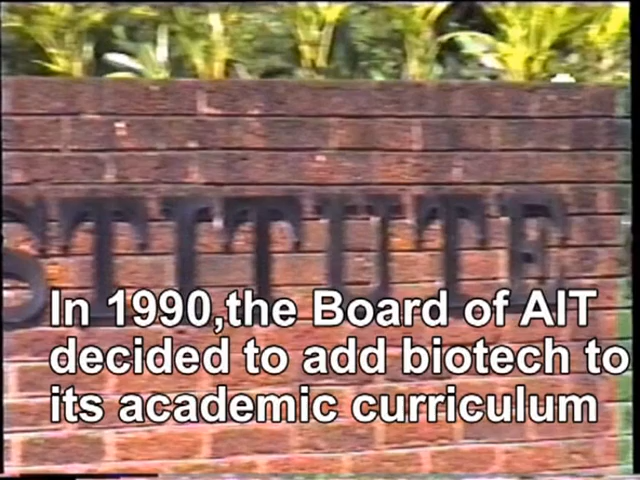 STITUTE
In 1990,the Board of AIT
decided to add biotech to
its academic curriculum